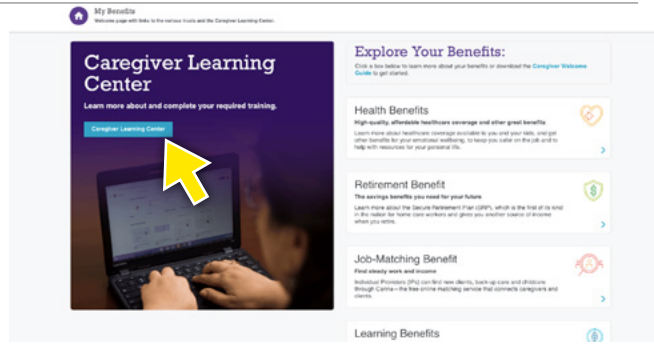 My Benefits
Welcome page with links to the various trusts and the Caregiver Learning Center.
Caregiver Learning
Center
Learn more about and complete your required training.
Caregiver Learning Center
Explore Your Benefits:
Click a box below to learn more about your benefits or download the Caregiver Welcome
Guide to get started.
Health Benefits
High-quality, affordable healthcare coverage and other great benefits
Learn more about healthcare coverage available to you and your kids, and get
other benefits for your emotional wellbeing, to keep you safer on the job and to
help with resources for your personal life.
Retirement Benefit
The savings benefits you need for your future
Learn more about the Secure Retirement Plan (SRP), which is the first of its kind
in the nation for home care workers and gives you another source of income
when you retire.
Job-Matching Benefit
Find steady work and income
Individual Providers (IPs) can find new clients, back-up care and childcare
through Carina – the free online matching service that connects caregivers and
clients.
Learning Benefits